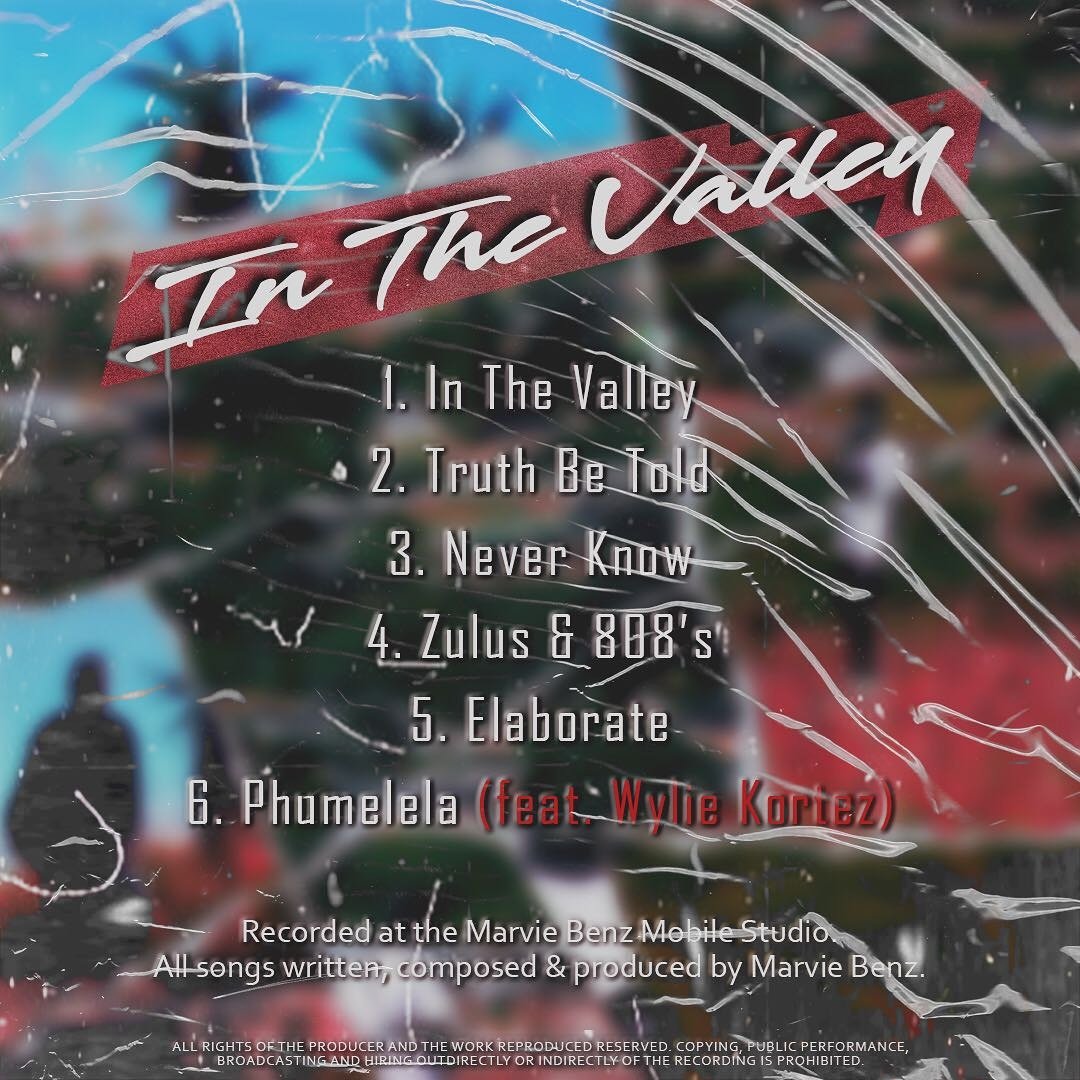 In The Valley
1. In The Valley
2. Truth Be Told
3. Never Know
4. Zulus & 808's
5. Elaborate
6. Phumelela (feat. Wylie Kortez)
Recorded at the Marvie Benz Mobile Studio.
All songs written, composed & produced by Marvie Benz.
ALL RIGHTS OF THE PRODUCER AND THE WORK REPRODUCED RESERVED. COPYING, PUBLIC PERFORMANCE,
BROADCASTING AND HIRING OUTDIRECTLY OR INDIRECTLY OF THE RECORDING IS PROHIBITED.